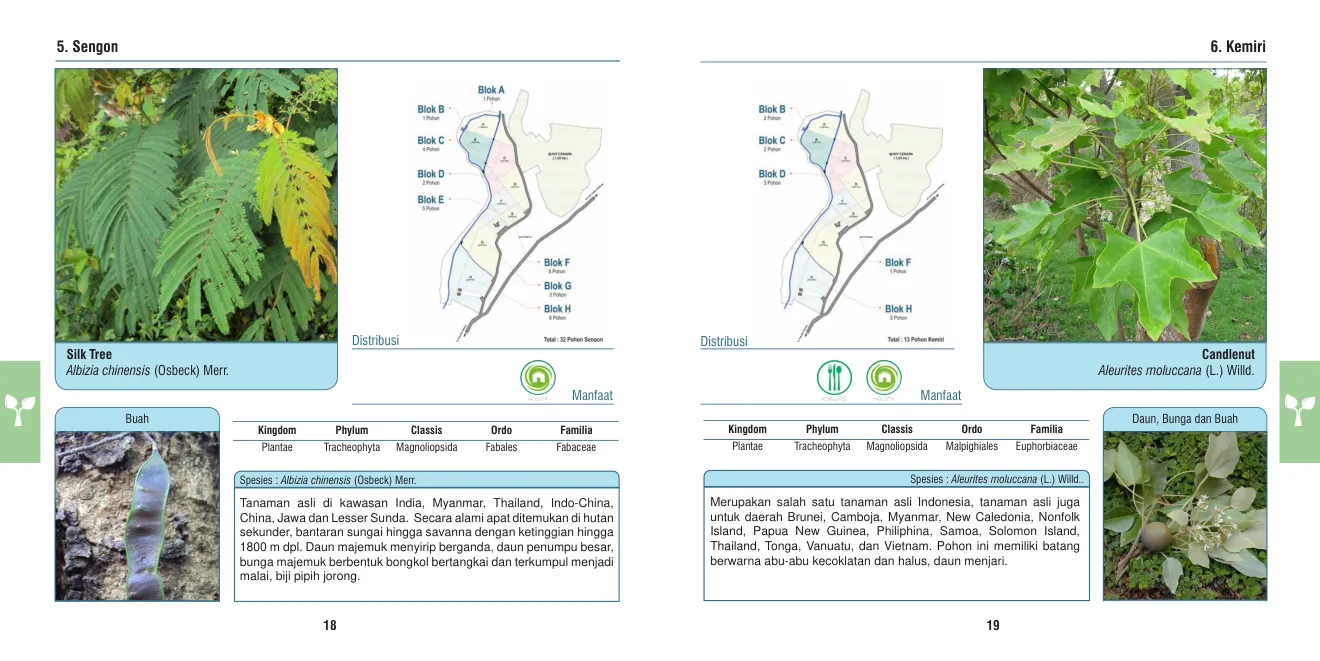 5. Sengon
Blok A
1 Pohon
Blok B
1 Pohon
Blok C
4 Pohon
Blok D
2 Pohon
Blok E
5 Pohon
BUKIT CEMARA
Blok F
8 Pohon
Blok G
3 Pohon
Blok H
8 Pohon
Total : 32 Pohon Sengon
Distribusi
Silk Tree
Albizia chinensis (Osbeck) Merr.
Manfaat
Buah
Kingdom Phylum Classis Ordo Familia
Plantae Tracheophyta Magnoliopsida Fabales Fabaceae
Spesies : Albizia chinensis (Osbeck) Merr.
Tanaman asli di kawasan India, Myanmar, Thailand, Indo-China,
China, Jawa dan Lesser Sunda. Secara alami apat ditemukan di hutan
sekunder, bantaran sungai hingga savanna dengan ketinggian hingga
1800 m dpl. Daun majemuk menyirip berganda, daun penumpu besar,
bunga majemuk berbentuk bongkol bertangkai dan terkumpul menjadi
malai, biji pipih jorong.
18
6. Kemiri
Blok B
2 Pohon
Blok C
2 Pohon
Blok D
3 Pohon
BUKIT CEMARA
Blok F
1 Pohon
Blok H
5 Pohon
Total : 13 Pohon Kemiri
Distribusi
Candlenut
Aleurites moluccana (L.) Willd.
Manfaat
Daun, Bunga dan Buah
Kingdom Phylum Classis Ordo Familia
Plantae Tracheophyta Magnoliopsida Malpighiales Euphorbiaceae
Spesies : Aleurites moluccana (L.) Willd..
Merupakan salah satu tanaman asli Indonesia, tanaman asli juga
untuk daerah Brunei, Camboja, Myanmar, New Caledonia, Nonfolk
Island, Papua New Guinea, Philiphina, Samoa, Solomon Island,
Thailand, Tonga, Vanuatu, dan Vietnam. Pohon ini memiliki batang
berwarna abu-abu kecoklatan dan halus, daun menjari.
19